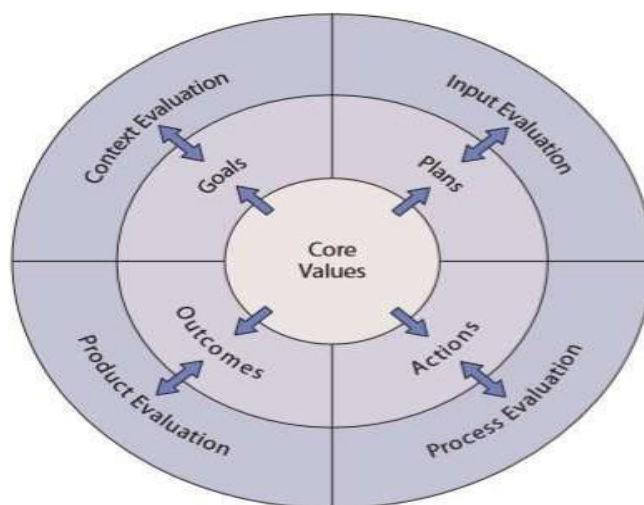 Context Evaluation
Input Evaluation
Goals
Plans
Core
Values
Outcomes
Actions
Product Evaluation
Process Evaluation